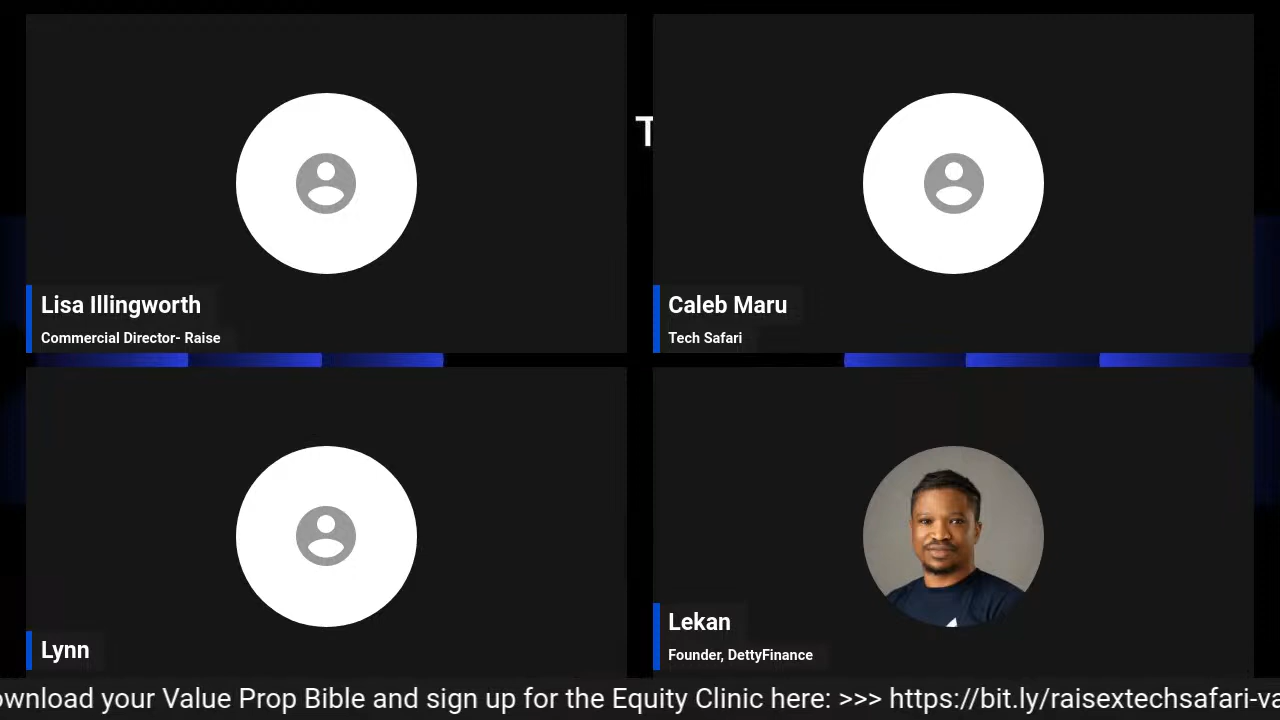 T
Lisa Illingworth
Commercial Director- Raise
Caleb Maru
Tech Safari
Lynn
Lekan
Founder, DettyFinance
ownload your Value Prop Bible and sign up for the Equity Clinic here: >>> https://bit.ly/raisextechsafari-va